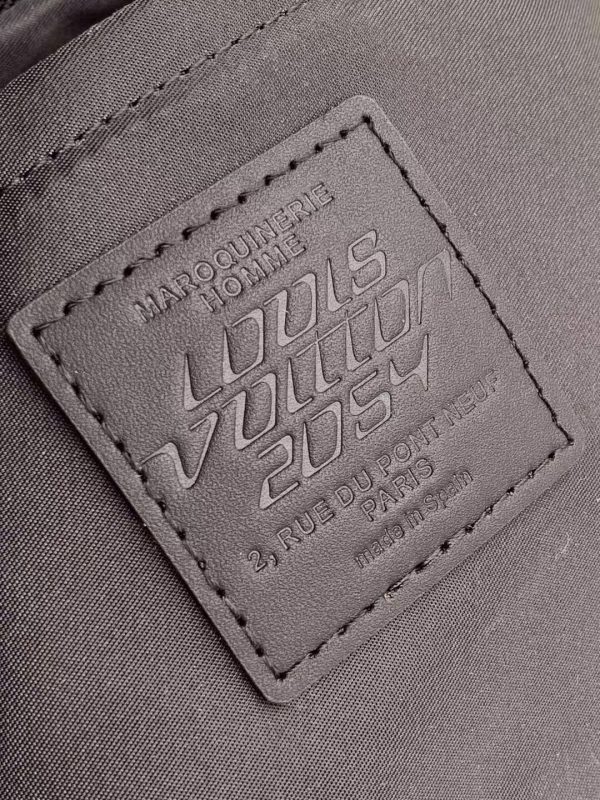 MAROQUINERIE
HOMME
LOUIS
VUITTON
2054
2, RUE DU PONT NEUF
PARIS
made in Spain